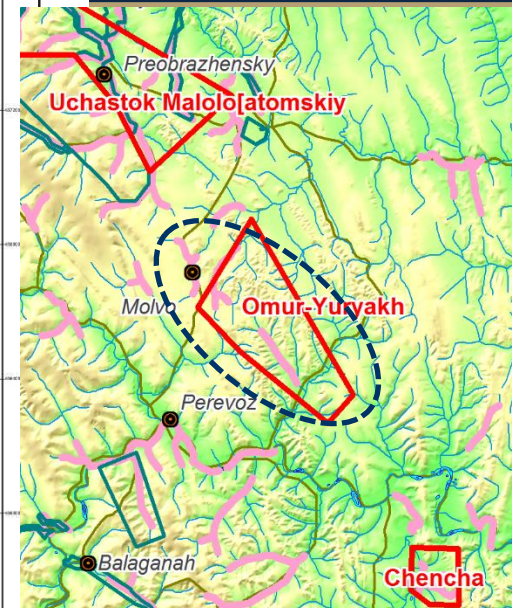 Preobrazhensky
Uchastok Malolo[atomskiy
Molvo
Omur-Yuryakh
Perevoz
Balaganah
Chencha